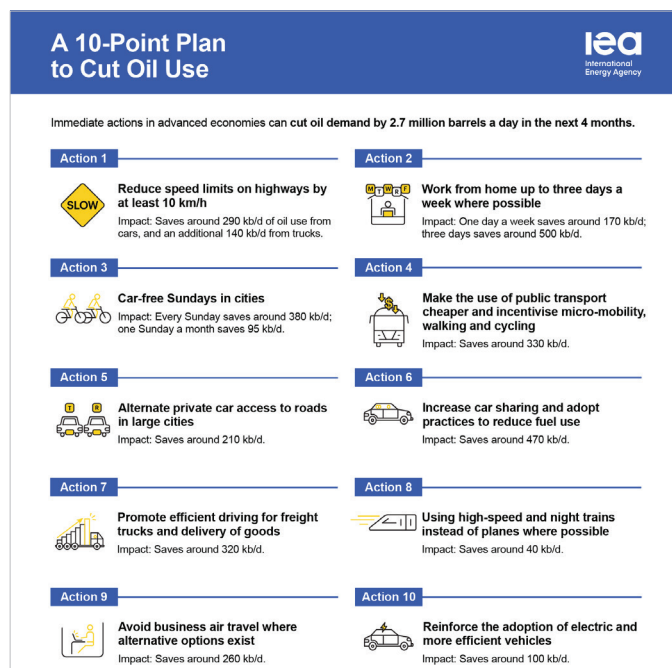 A 10-Point Plan
to Cut Oil Use
iea
International
Energy Agency
Immediate actions in advanced economies can cut oil demand by 2.7 million barrels a day in the next 4 months.
Action 1
SLOW
Reduce speed limits on highways by
at least 10 km/h
Impact: Saves around 290 kb/d of oil use from
cars, and an additional 140 kb/d from trucks.
Action 2
M T W R F
Work from home up to three days a
week where possible
Impact: One day a week saves around 170 kb/d;
three days saves around 500 kb/d.
Action 3
Car-free Sundays in cities
Impact: Every Sunday saves around 380 kb/d;
one Sunday a month saves 95 kb/d.
Action 4
$
Make the use of public transport
cheaper and incentivise micro-mobility,
walking and cycling
Impact: Saves around 330 kb/d.
Action 5
T R
Alternate private car access to roads
in large cities
Impact: Saves around 210 kb/d.
Action 6
Increase car sharing and adopt
practices to reduce fuel use
Impact: Saves around 470 kb/d.
Action 7
Promote efficient driving for freight
trucks and delivery of goods
Impact: Saves around 320 kb/d.
Action 8
Using high-speed and night trains
instead of planes where possible
Impact: Saves around 40 kb/d.
Action 9
Avoid business air travel where
alternative options exist
Impact: Saves around 260 kb/d.
Action 10
Reinforce the adoption of electric and
more efficient vehicles
Impact: Saves around 100 kb/d.